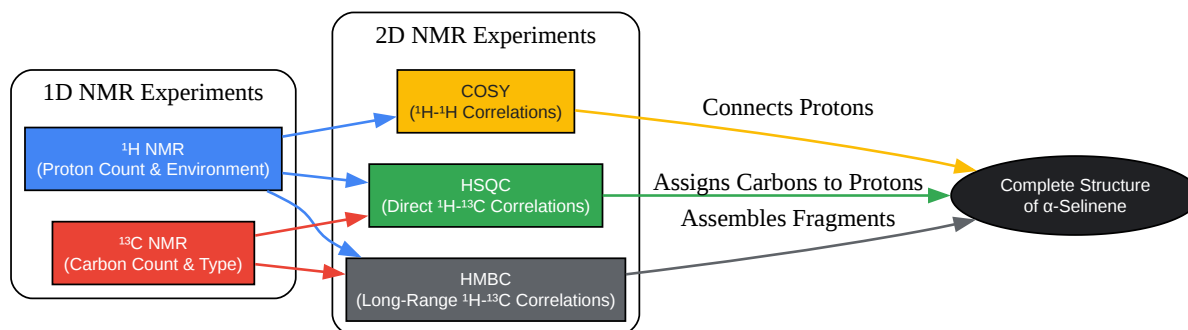 1D NMR Experiments
¹H NMR
(Proton Count & Environment)
¹³C NMR
(Carbon Count & Type)
2D NMR Experiments
COSY
(¹H-¹H Correlations)
HSQC
(Direct ¹H-¹³C Correlations)
HMBC
(Long-Range ¹H-¹³C Correlations)
Connects Protons
Assigns Carbons to Protons
Assembles Fragments
Complete Structure
of α-Selinene